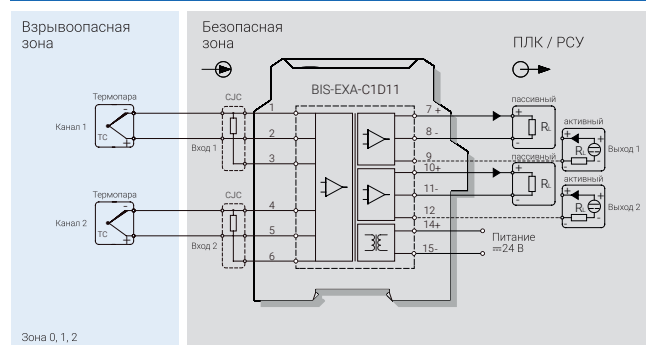 Взрывоопасная
зона
Безопасная
зона
ПЛК / РСУ
BIS-EXA-C1D11
Термопара
-
+
TC
Канал 1
CJC
Вход 1
1
2
3
7 +
8 -
9
пассивный
+
-
RL
активный
+
-
RL
Выход 1
10+
11-
12
пассивный
+
-
RL
активный
+
-
RL
Выход 2
Термопара
-
+
TC
Канал 2
CJC
Вход 2
4
5
6
14+
15-
Питание
⎓24 В
Зона 0, 1, 2